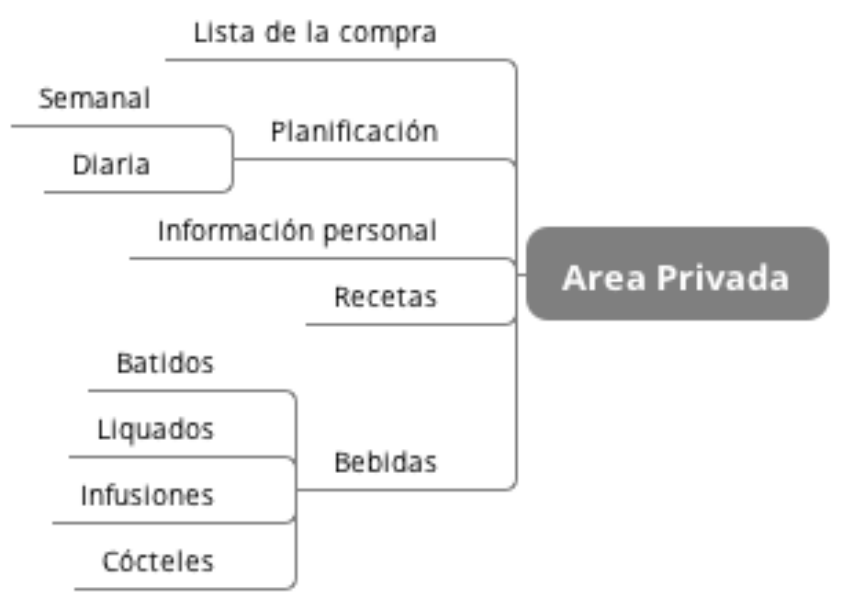 Lista de la compra
Semanal
Planificación
Diaria
Información personal
Area Privada
Recetas
Batidos
Liquados
Bebidas
Infusiones
Cócteles